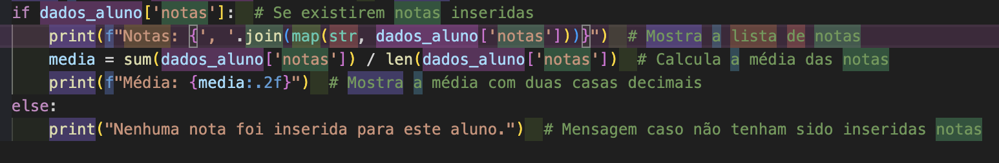 if dados_aluno['notas']:  # Se existirem notas inseridas
    print(f"Notas: {', '.join(map(str, dados_aluno['notas']))}")  # Mostra a lista de notas
    media = sum(dados_aluno['notas']) / len(dados_aluno['notas'])  # Calcula a média das notas
    print(f"Média: {media:.2f}")  # Mostra a média com duas casas decimais
else:
    print("Nenhuma nota foi inserida para este aluno.")  # Mensagem caso não tenham sido inseridas notas